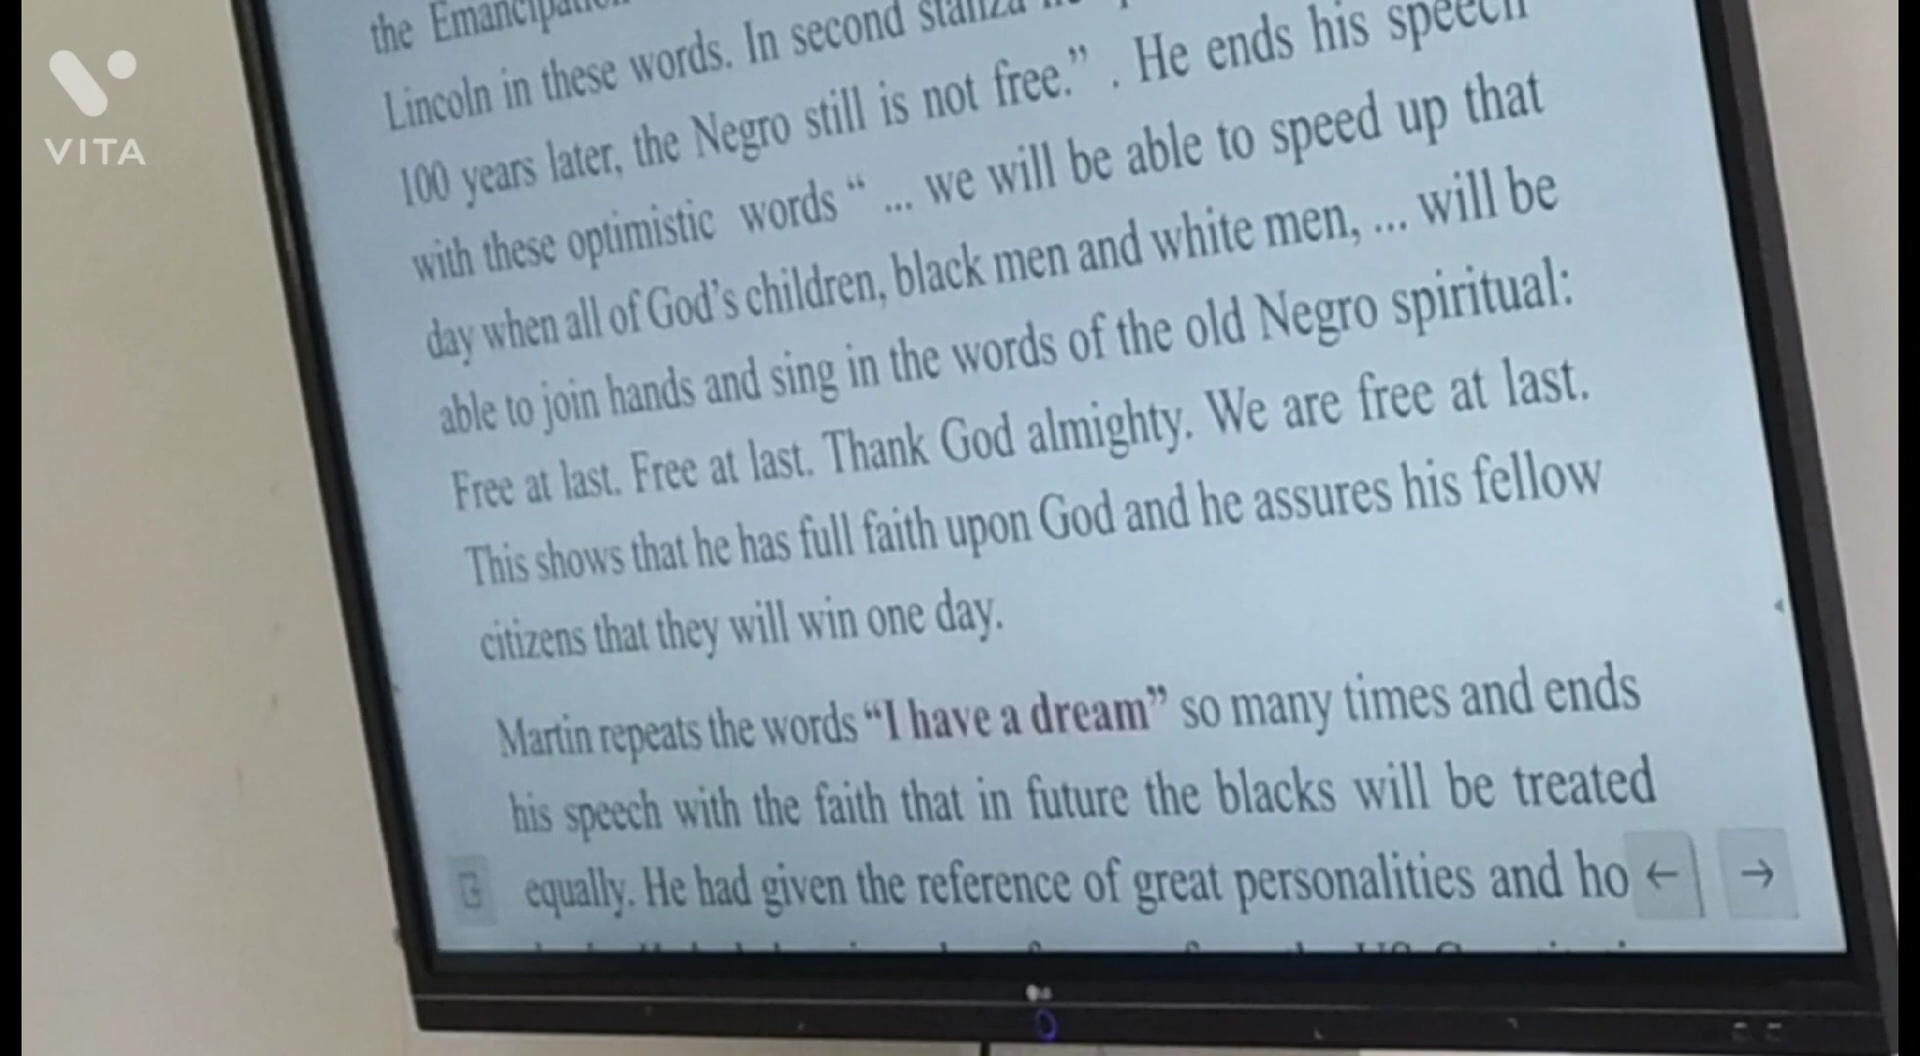 VITA
the Emancipation
Lincoln in these words. In second stanza
100 years later, the Negro still is not free.” . He ends his speech
with these optimistic words “ ... we will be able to speed up that
day when all of God’s children, black men and white men, ... will be
able to join hands and sing in the words of the old Negro spiritual:
Free at last. Free at last. Thank God almighty. We are free at last.
This shows that he has full faith upon God and he assures his fellow
citizens that they will win one day.
Martin repeats the words “I have a dream” so many times and ends
his speech with the faith that in future the blacks will be treated
equally. He had given the reference of great personalities and ho